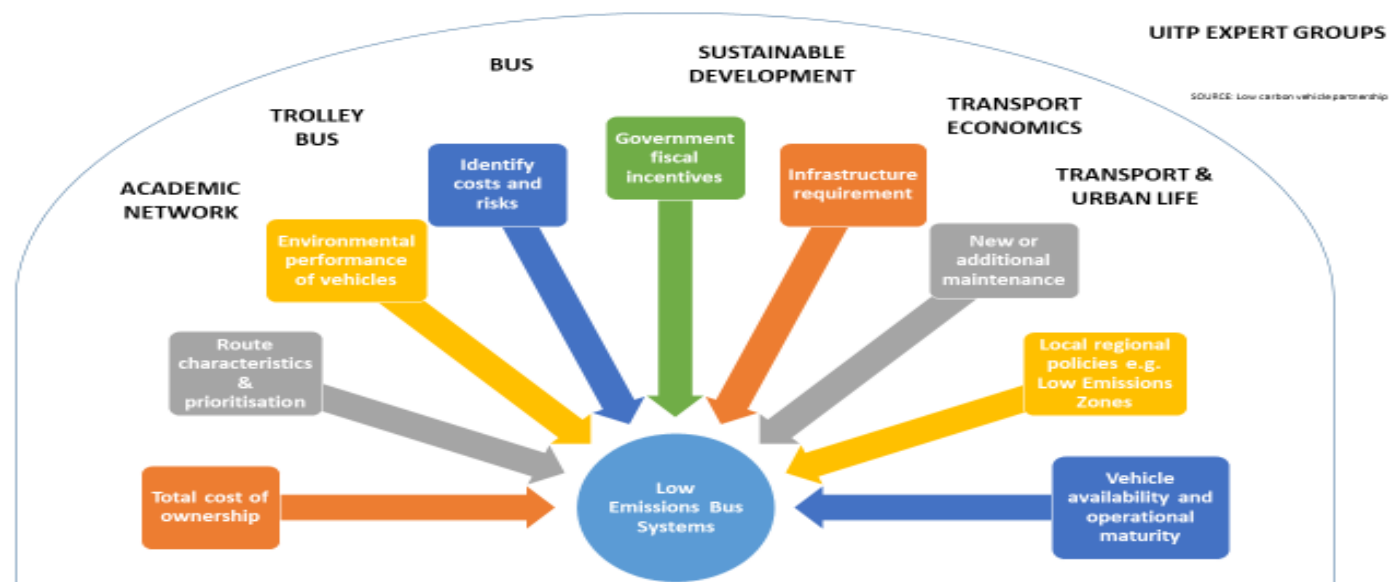 UITP EXPERT GROUPS
SOURCE: Low carbon vehicle partnership
SUSTAINABLE
DEVELOPMENT
BUS
TROLLEY
BUS
TRANSPORT
ECONOMICS
ACADEMIC
NETWORK
TRANSPORT &
URBAN LIFE
Government
fiscal
incentives
Identify
costs and
risks
Infrastructure
requirement
Environmental
performance
of vehicles
New or
additional
maintenance
Route
characteristics
&
prioritisation
Local regional
policies e.g.
Low Emissions
Zones
Total cost of
ownership
Low
Emissions Bus
Systems
Vehicle
availability and
operational
maturity